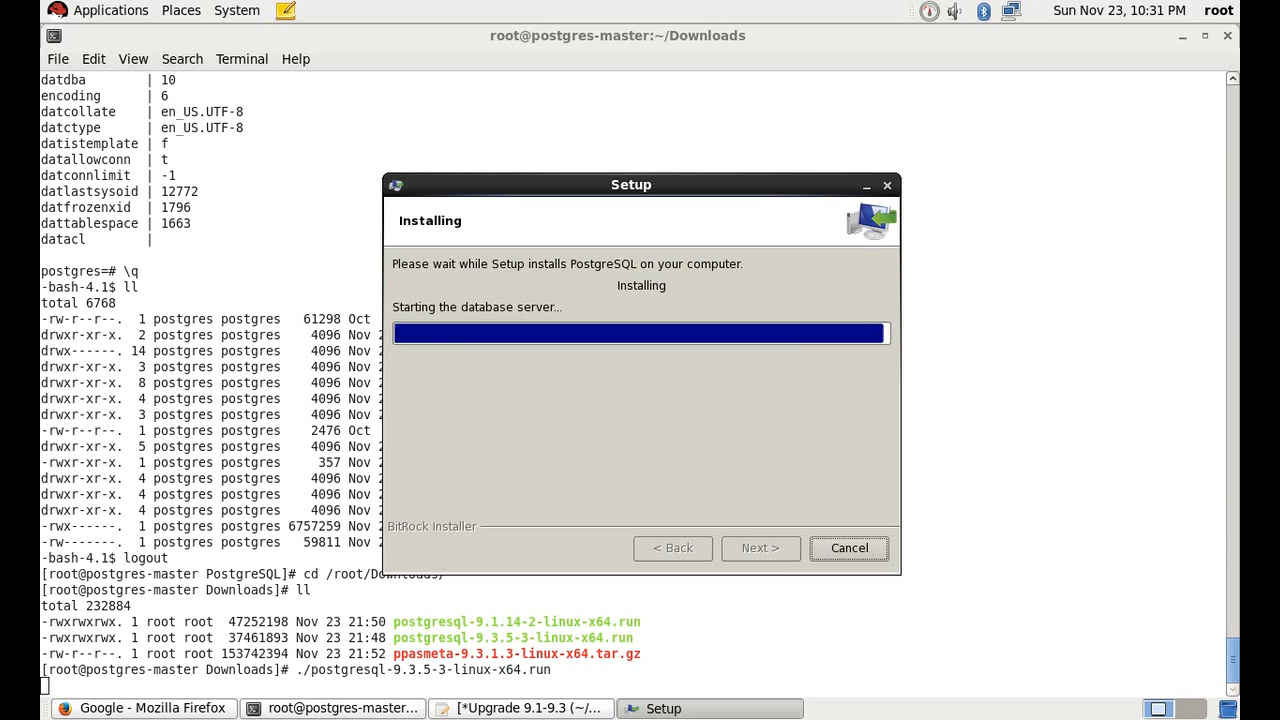 Applications Places System Sun Nov 23, 10:31 PM root
root@postgres-master:~/Downloads
File Edit View Search Terminal Help
datdba | 10
encoding | 6
datcollate | en_US.UTF-8
datctype | en_US.UTF-8
datistemplate | f
datallowconn | t
datconnlimit | -1
datlastsysoid | 12772
datfrozenxid | 1796
dattablespace | 1663
datacl |
postgres=# \q
-bash-4.1$ ll
total 6768
-rw-r--r--. 1 postgres postgres 61298 Oct
drwxr-xr-x. 2 postgres postgres 4096 Nov 2
drwx------. 14 postgres postgres 4096 Nov 2
drwxr-xr-x. 3 postgres postgres 4096 Nov 2
drwxr-xr-x. 8 postgres postgres 4096 Nov 2
drwxr-xr-x. 4 postgres postgres 4096 Nov 2
drwxr-xr-x. 3 postgres postgres 4096 Nov 2
-rw-r--r--. 1 postgres postgres 2476 Oct
drwxr-xr-x. 5 postgres postgres 4096 Nov 2
-rwxr-xr-x. 1 postgres postgres 357 Nov 2
drwxr-xr-x. 4 postgres postgres 4096 Nov 2
drwxr-xr-x. 4 postgres postgres 4096 Nov 2
drwxr-xr-x. 4 postgres postgres 4096 Nov 2
-rwx------. 1 postgres postgres 6757259 Nov 2
-rw-------. 1 postgres postgres 59811 Nov 2
-bash-4.1$ logout
[root@postgres-master PostgreSQL]# cd /root/Downloads/
[root@postgres-master Downloads]# ll
total 232884
-rwxrwxrwx. 1 root root 47252198 Nov 23 21:50 postgresql-9.1.14-2-linux-x64.run
-rwxrwxrwx. 1 root root 37461893 Nov 23 21:48 postgresql-9.3.5-3-linux-x64.run
-rw-r--r--. 1 root root 153742394 Nov 23 21:52 ppasmeta-9.3.1.3-linux-x64.tar.gz
[root@postgres-master Downloads]# ./postgresql-9.3.5-3-linux-x64.run
Setup
Installing
Please wait while Setup installs PostgreSQL on your computer.
Installing
Starting the database server...
BitRock Installer
< Back Next > Cancel
Google - Mozilla Firefox root@postgres-master... [*Upgrade 9.1-9.3 (~/... Setup